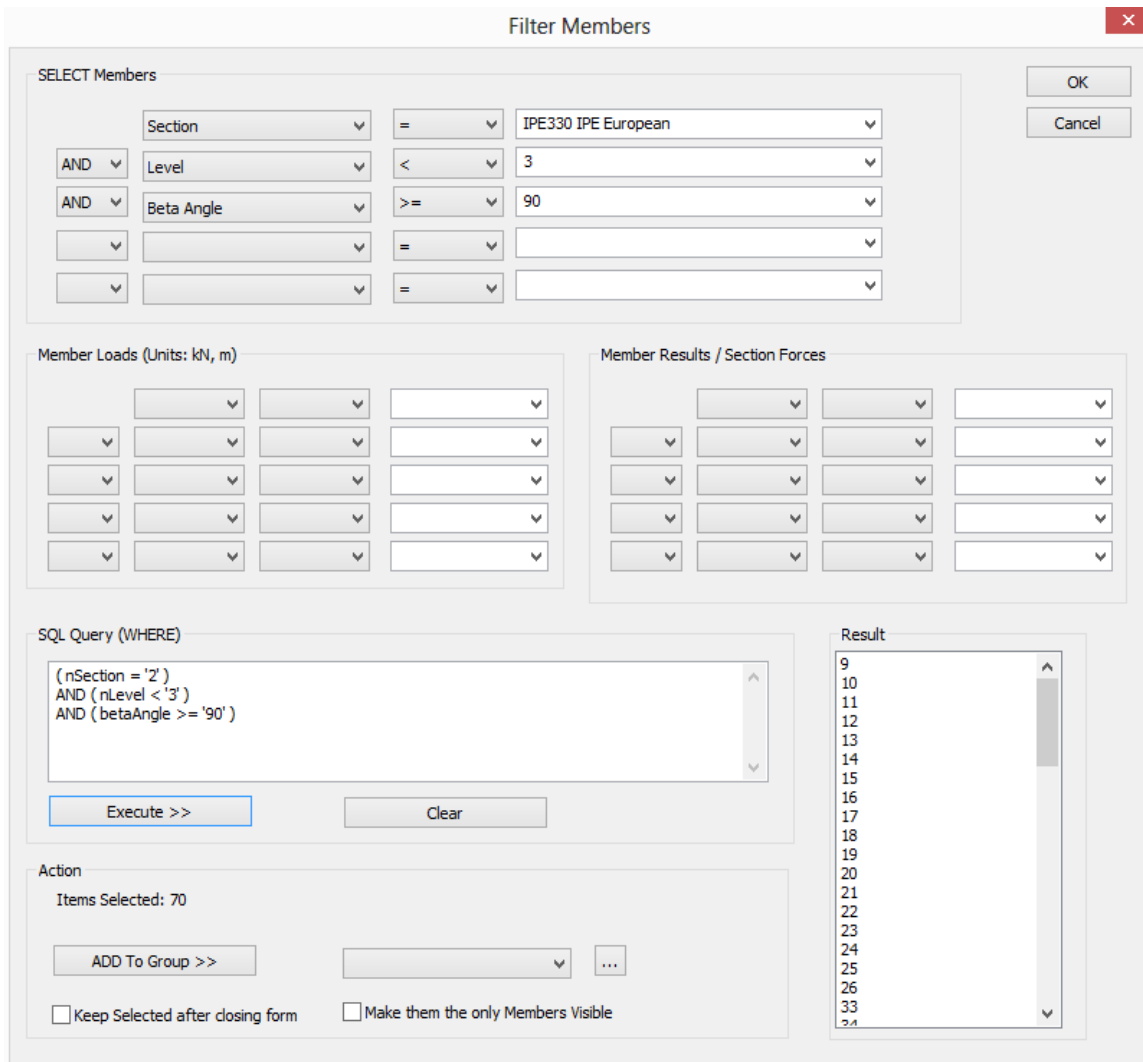 Filter Members
SELECT Members
OK
Section = IPE330 IPE European
Cancel
AND Level < 3
AND Beta Angle >= 90
=
=
Member Loads (Units: kN, m)
Member Results / Section Forces
SQL Query (WHERE)
( nSection = '2' )
AND ( nLevel < '3' )
AND ( betaAngle >= '90' )
Execute >>
Clear
Result
9
10
11
12
13
14
15
16
17
18
19
20
21
22
23
24
25
26
33
34
Action
Items Selected: 70
ADD To Group >>
...
Keep Selected after closing form
Make them the only Members Visible